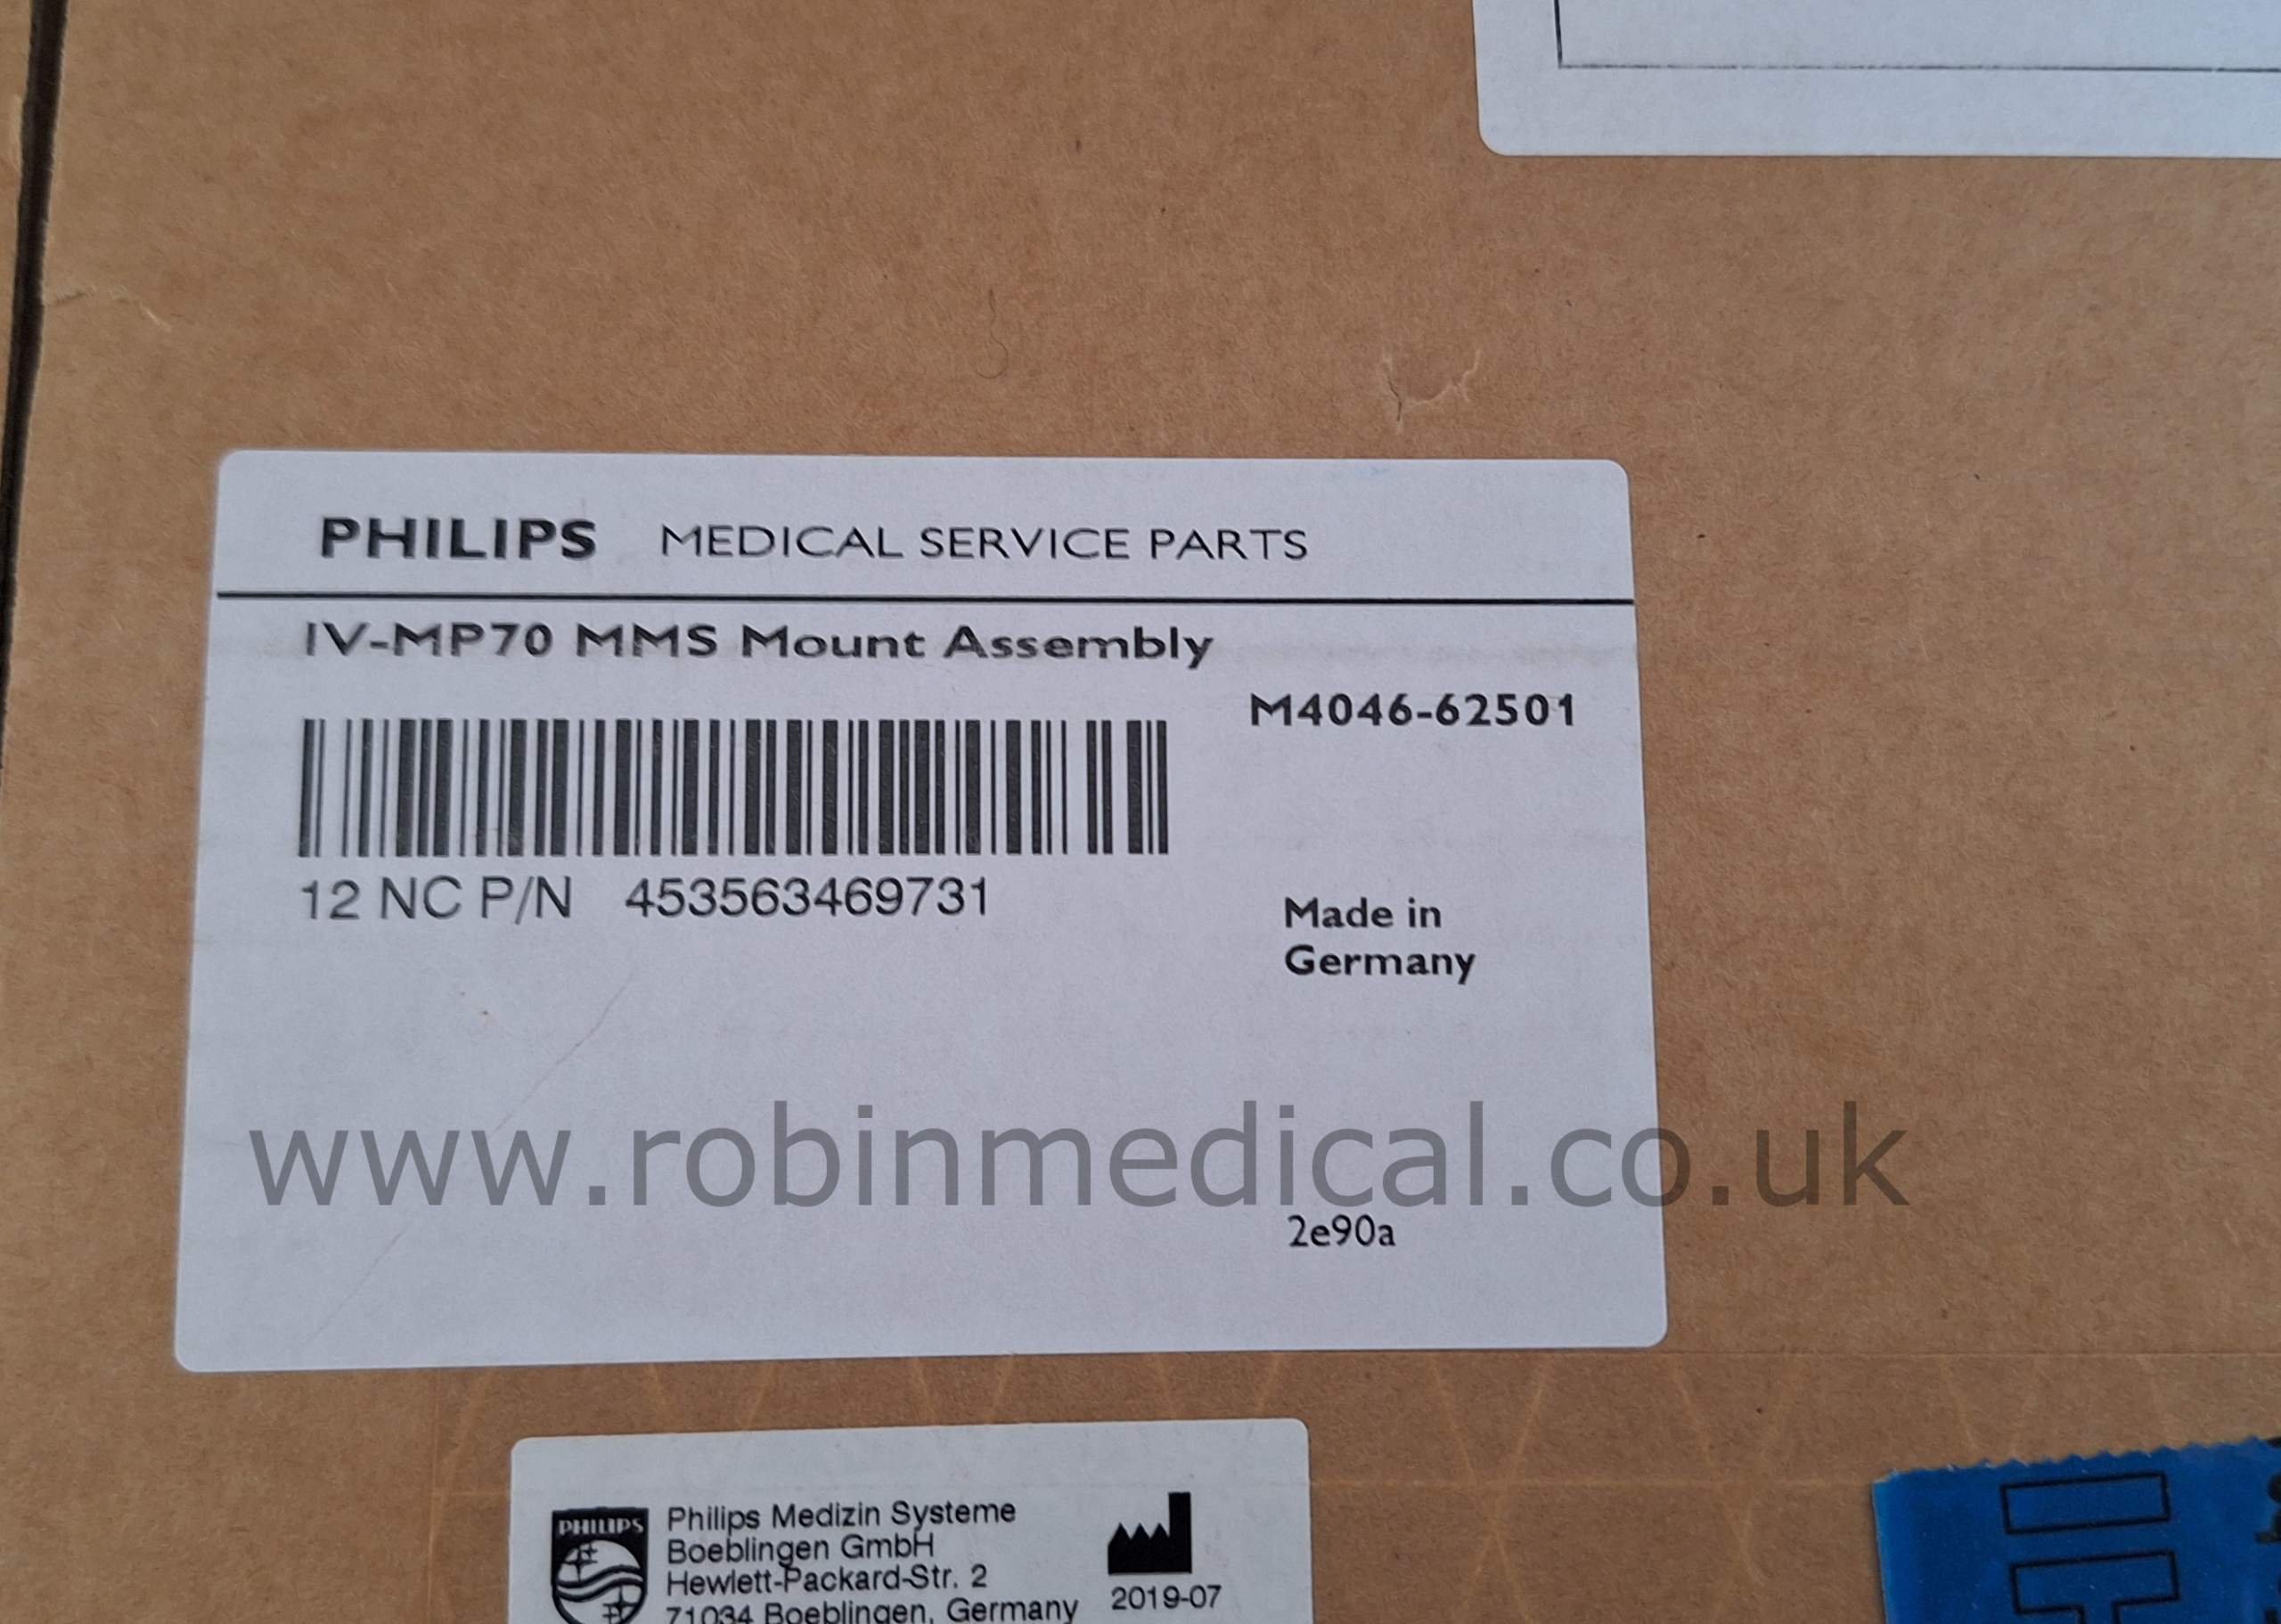 PHILIPS MEDICAL SERVICE PARTS
IV-MP70 MMS Mount Assembly
M4046-62501
12 NC P/N 453563469731
Made in
Germany
www.robinmedical.co.uk
2e90a
PHILIPS
Philips Medizin Systeme
Boeblingen GmbH
Hewlett-Packard-Str. 2
71034 Boeblingen, Germany
2019-07